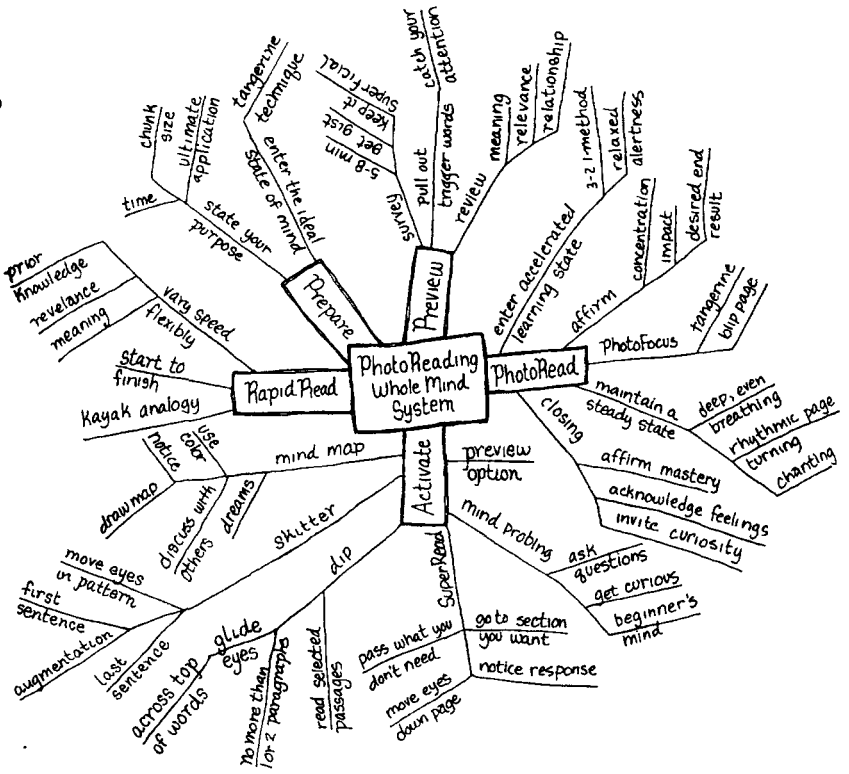 PhotoReading
Whole Mind
System
Prepare
state your
purpose
time
chunk
size
ultimate
application
enter the ideal
state of mind
tangerine
technique
Preview
survey
5-8 min
get gist
keep it
superficial
pull out
trigger words
catch your
attention
review
meaning
relevance
relationship
PhotoRead
enter accelerated
learning state
3-2-1-method
relaxed
alertness
affirm
concentration
impact
desired end
result
PhotoFocus
tangerine
blip page
maintain a
steady state
deep, even
breathing
rhythmic page
turning
chanting
closing
affirm mastery
acknowledge feelings
invite curiosity
Activate
preview
option
mind probing
ask
questions
get curious
beginner's
mind
SuperRead
go to section
you want
notice response
pass what you
don't need
move eyes
down page
dip
read selected
passages
no more than
1 or 2 paragraphs
glide
eyes
across top
of words
skitter
move eyes
in pattern
first
sentence
augmentation
last
sentence
mind map
use
color
notice
draw map
discuss with
others
dreams
RapidRead
vary speed
flexibly
prior
knowledge
revelance
meaning
start to
finish
Kayak analogy